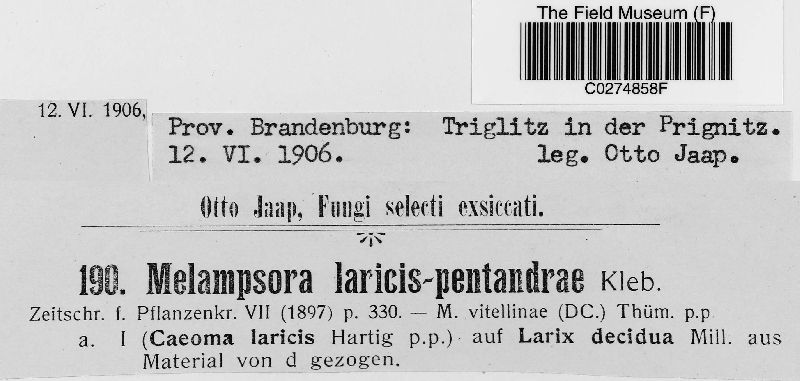 The Field Museum (F)
C0274858F
12. VI. 1906,
Prov. Brandenburg: Triglitz in der Prignitz.
12. VI. 1906. leg. Otto Jaap.
Otto Jaap, Fungi selecti exsiccati.
190. Melampsora laricis-pentandrae Kleb.
Zeitschr. f. Pflanzenkr. VII (1897) p. 330. — M. vitellinae (DC.) Thüm. p.p
a. I (Caeoma laricis Hartig p.p.) auf Larix decidua Mill. aus
Material von d gezogen.